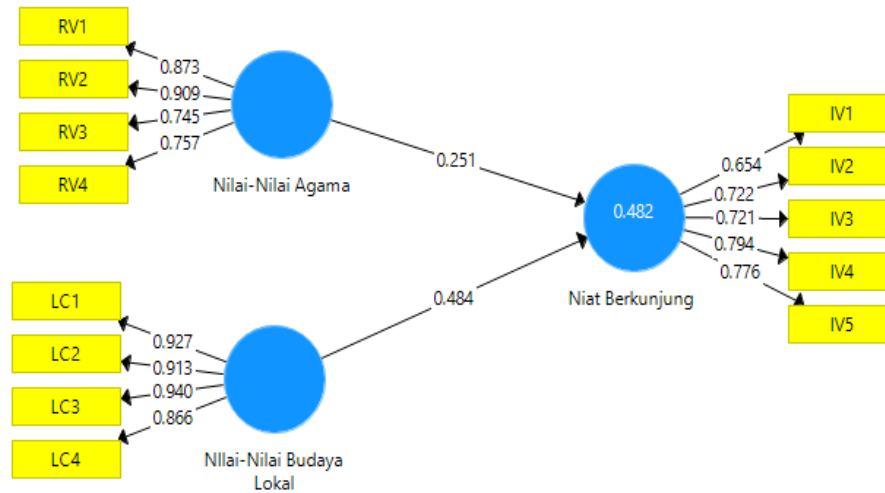 RV1
RV2
RV3
RV4
0.873
0.909
0.745
0.757
Nilai-Nilai Agama
0.251
LC1
LC2
LC3
LC4
0.927
0.913
0.940
0.866
NIlai-Nilai Budaya
Lokal
0.484
0.482
Niat Berkunjung
0.654
0.722
0.721
0.794
0.776
IV1
IV2
IV3
IV4
IV5